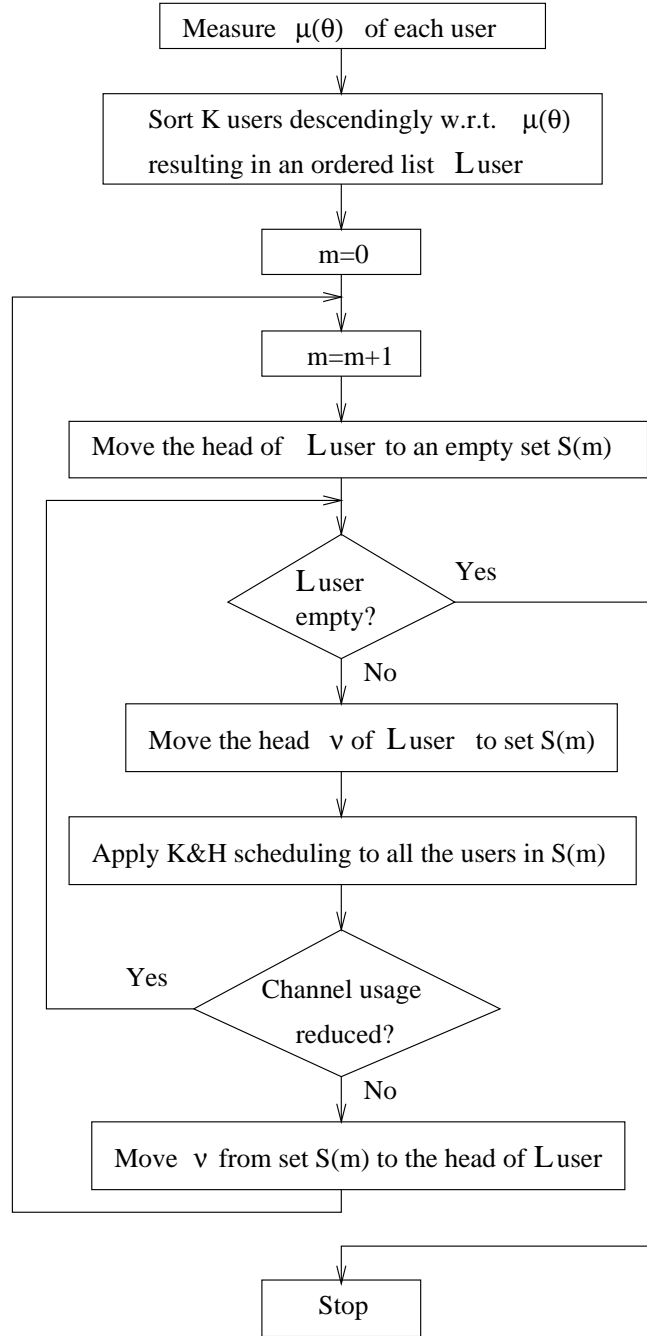 Measure μ(θ) of each user
Sort K users descendingly w.r.t. μ(θ)
resulting in an ordered list Luser
m=0
m=m+1
Move the head of Luser to an empty set S(m)
Luser
empty?
Yes
No
Move the head ν of Luser to set S(m)
Apply K&H scheduling to all the users in S(m)
Yes
Channel usage
reduced?
No
Move ν from set S(m) to the head of Luser
Stop